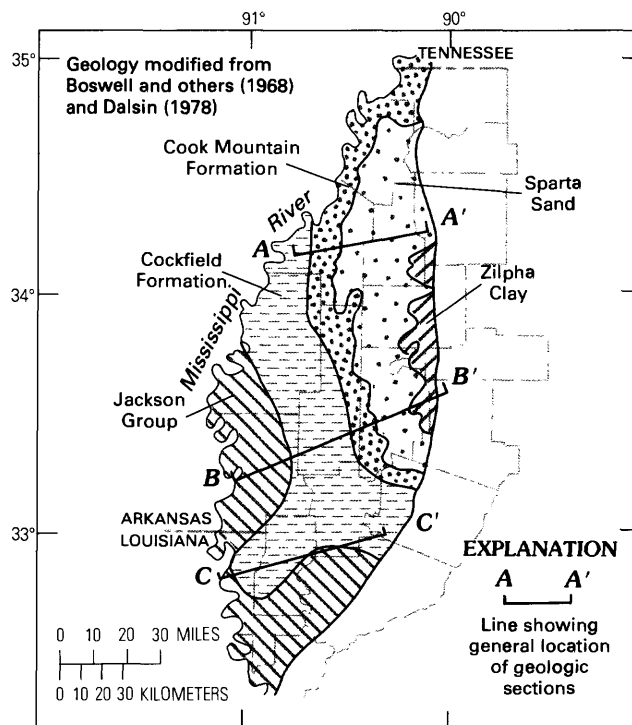 91°
90°
35°
TENNESSEE
Geology modified from
Boswell and others (1968)
and Dalsin (1978)
Cook Mountain
Formation
Sparta
Sand
River
A
A'
Cockfield
Formation
Zilpha
Clay
34°
Mississippi
B'
Jackson
Group
B
ARKANSAS
LOUISIANA
33°
C'
C
EXPLANATION
A A'
Line showing
general location
of geologic
sections
0 10 20 30 MILES
0 10 20 30 KILOMETERS